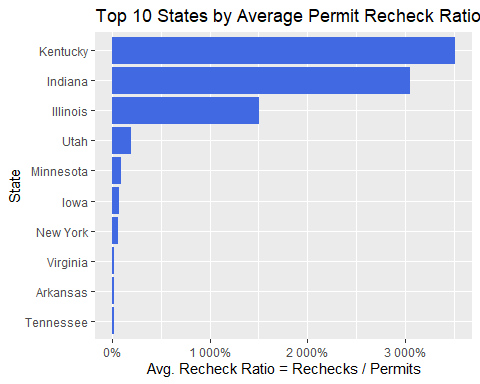 Top 10 States by Average Permit Recheck Ratio
Kentucky
Indiana
Illinois
Utah
Minnesota
Iowa
New York
Virginia
Arkansas
Tennessee
State
0% 1 000% 2 000% 3 000%
Avg. Recheck Ratio = Rechecks / Permits